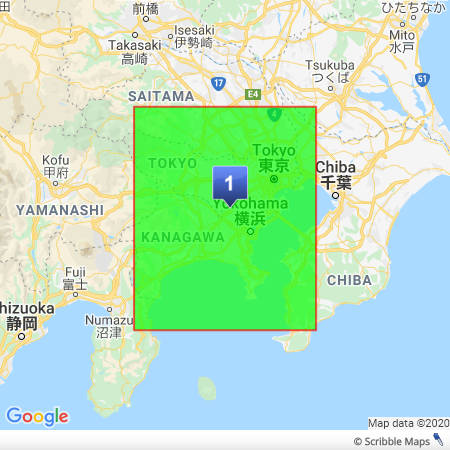 前橋
Isesaki
伊勢崎
Takasaki
高崎
ひたちなか
Mito
水戸
Tsukuba
つくば
17
51
SAITAMA
E4
4
Kofu
甲府
TOKYO
Tokyo
東京
Chiba
千葉
1
YAMANASHI
Yokohama
横浜
KANAGAWA
Fuji
富士
CHIBA
hizuoka
静岡
Numazu
沼津
Google
Map data ©2020
© Scribble Maps